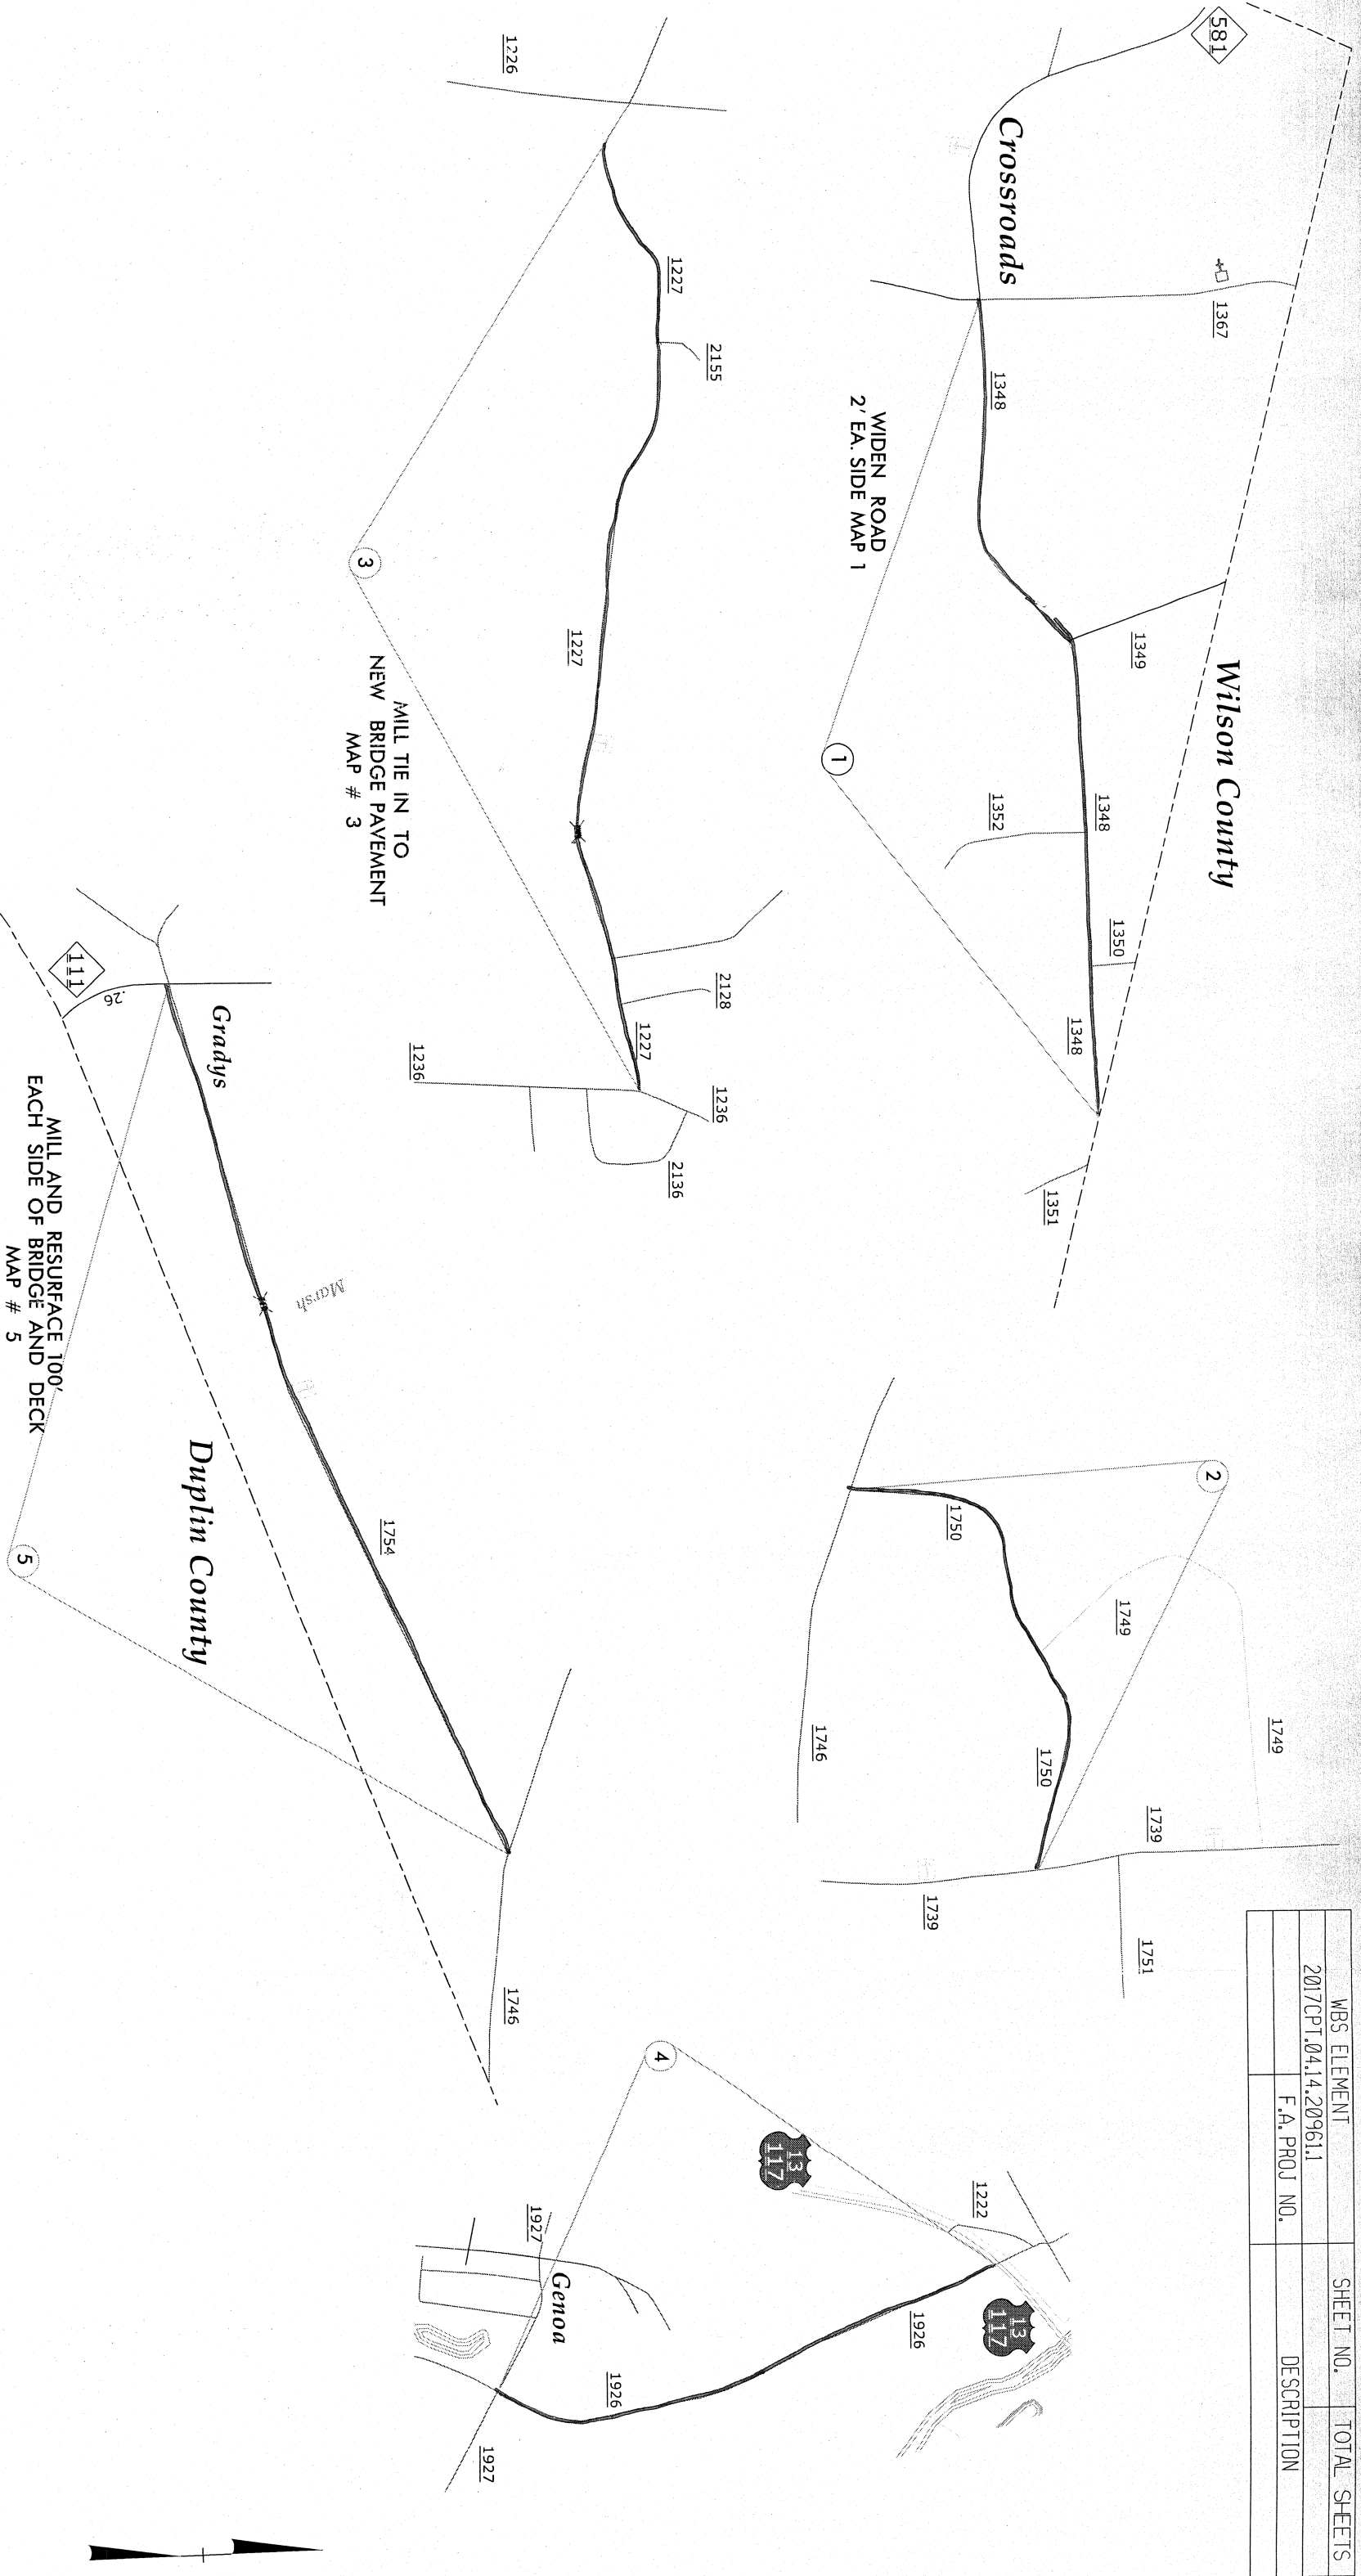 WBS ELEMENT
SHEET NO.
TOTAL SHEETS
2017CPT.04.14.20961.1
F.A. PROJ NO.
DESCRIPTION
581
Wilson County
Crossroads
1367
1349
1348
1348
1350
1348
1352
1351
WIDEN ROAD
2' EA. SIDE MAP 1
1
2
1749
1749
1750
1750
1739
1739
1751
1746
1226
1227
2155
1227
2128
1227
1236
1236
2136
3
MILL TIE IN TO
NEW BRIDGE PAVEMENT
MAP # 3
4
13
117
13
117
1222
1926
1926
1927
1927
Genoa
111
.26
Gradys
Marsh
1754
1746
Duplin County
5
MILL AND RESURFACE 100'
EACH SIDE OF BRIDGE AND DECK
MAP # 5